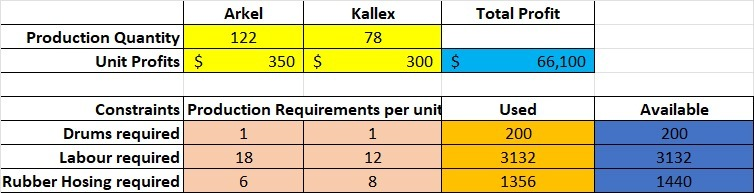 Arkel Kallex Total Profit
Production Quantity 122 78
Unit Profits $ 350 $ 300 $ 66,100
Constraints Production Requirements per unit Used Available
Drums required 1 1 200 200
Labour required 18 12 3132 3132
Rubber Hosing required 6 8 1356 1440